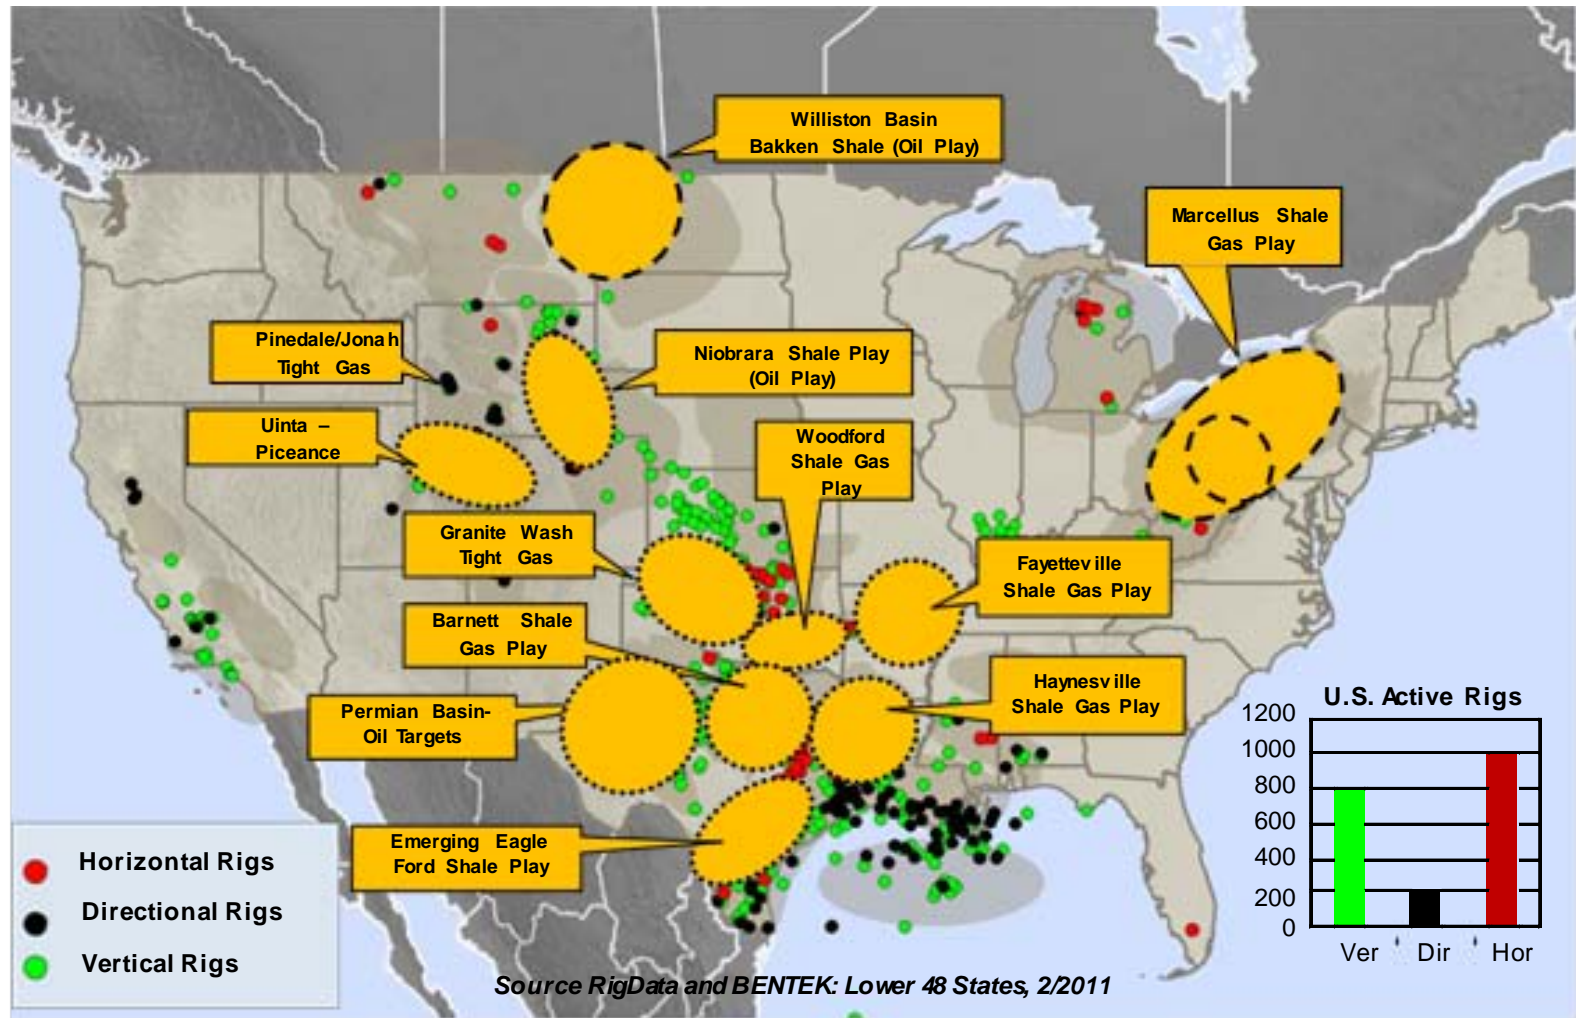 Williston Basin
Bakken Shale (Oil Play)
Marcellus Shale
Gas Play
Pinedale/Jonah
Tight Gas
Niobrara Shale Play
(Oil Play)
Uinta –
Piceance
Woodford
Shale Gas
Play
Granite Wash
Tight Gas
Fayetteville
Shale Gas Play
Barnett Shale
Gas Play
Haynesville
Shale Gas Play
Permian Basin-
Oil Targets
Emerging Eagle
Ford Shale Play
U.S. Active Rigs
1200
1000
800
600
400
200
0
Ver Dir Hor
Horizontal Rigs
Directional Rigs
Vertical Rigs
Source RigData and BENTEK: Lower 48 States, 2/2011